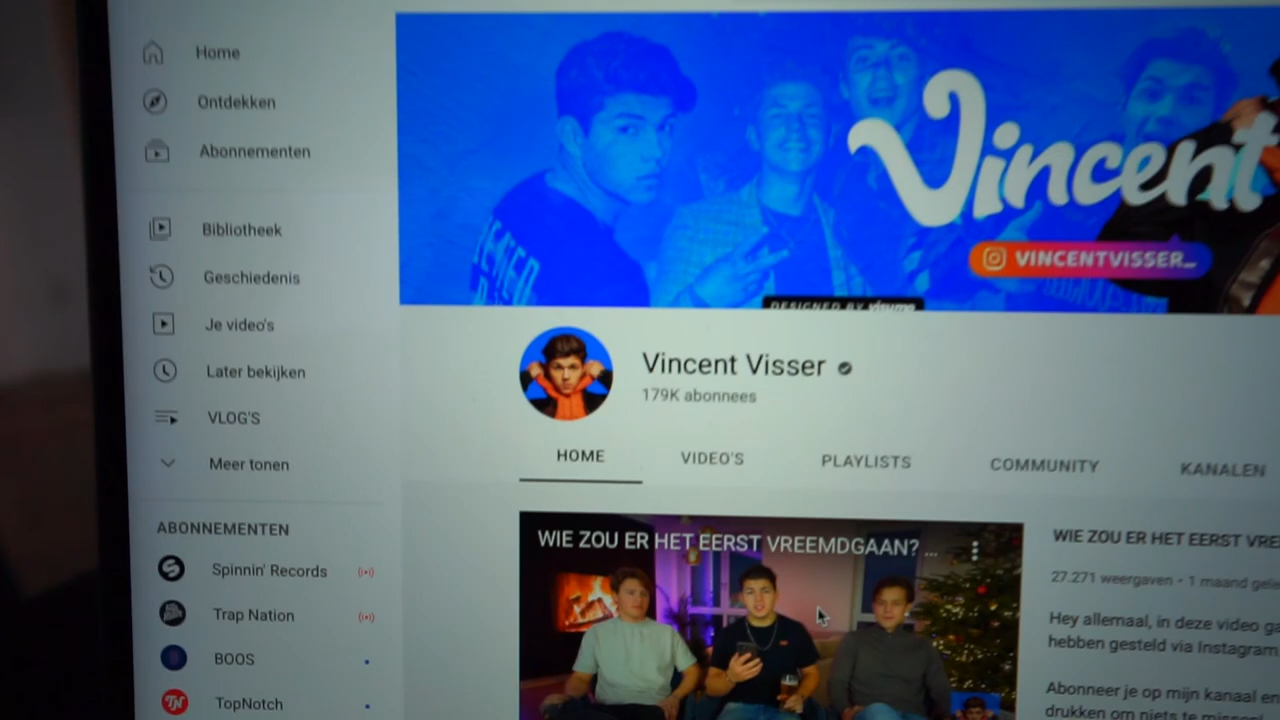 Home
Ontdekken
Abonnementen
Bibliotheek
Geschiedenis
Je video's
Later bekijken
VLOG'S
Meer tonen
ABONNEMENTEN
Spinnin' Records
Trap Nation
BOOS
TopNotch
Vincent
VINCENTVISSER_
DESIGNED BY
Vincent Visser
179K abonnees
HOME VIDEO'S PLAYLISTS COMMUNITY KANALEN
WIE ZOU ER HET EERST VREEMDGAAN? ...
WIE ZOU ER HET EERST VRE
27.271 weergaven • 1 maand gele
Hey allemaal, in deze video ga
hebben gesteld via Instagram
Abonneer je op mijn kanaal en
drukken om niets te